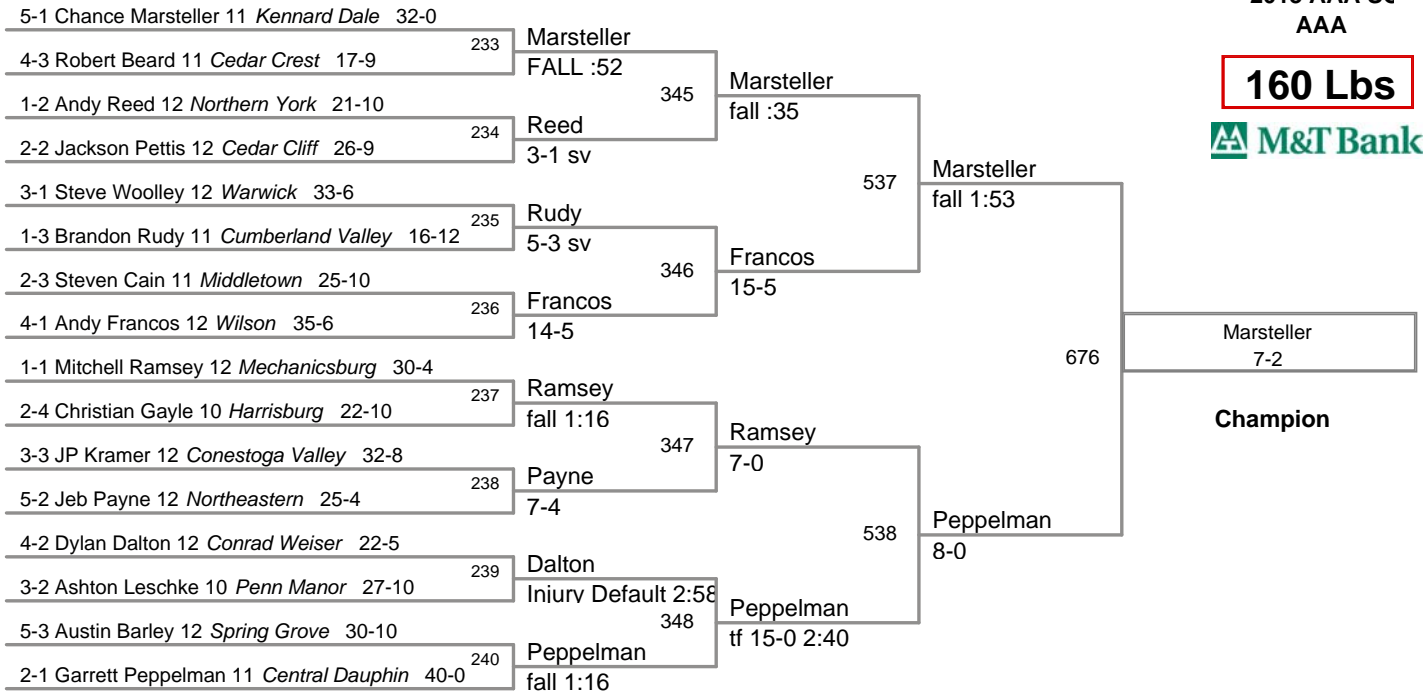 AAA
160 Lbs
M&T Bank
5-1 Chance Marsteller 11 Kennard Dale 32-0
233
4-3 Robert Beard 11 Cedar Crest 17-9
1-2 Andy Reed 12 Northern York 21-10
234
2-2 Jackson Pettis 12 Cedar Cliff 26-9
3-1 Steve Woolley 12 Warwick 33-6
235
1-3 Brandon Rudy 11 Cumberland Valley 16-12
2-3 Steven Cain 11 Middletown 25-10
236
4-1 Andy Francos 12 Wilson 35-6
1-1 Mitchell Ramsey 12 Mechanicsburg 30-4
237
2-4 Christian Gayle 10 Harrisburg 22-10
3-3 JP Kramer 12 Conestoga Valley 32-8
238
5-2 Jeb Payne 12 Northeastern 25-4
4-2 Dylan Dalton 12 Conrad Weiser 22-5
239
3-2 Ashton Leschke 10 Penn Manor 27-10
5-3 Austin Barley 12 Spring Grove 30-10
240
2-1 Garrett Peppelman 11 Central Dauphin 40-0
Marsteller
FALL :52
345
Reed
3-1 sv
Rudy
5-3 sv
346
Francos
14-5
Ramsey
fall 1:16
347
Payne
7-4
Dalton
Injury Default 2:58
348
Peppelman
fall 1:16
Marsteller
fall :35
537
Francos
15-5
Ramsey
7-0
538
Peppelman
tf 15-0 2:40
Marsteller
fall 1:53
676
Peppelman
8-0
Marsteller
7-2
Champion